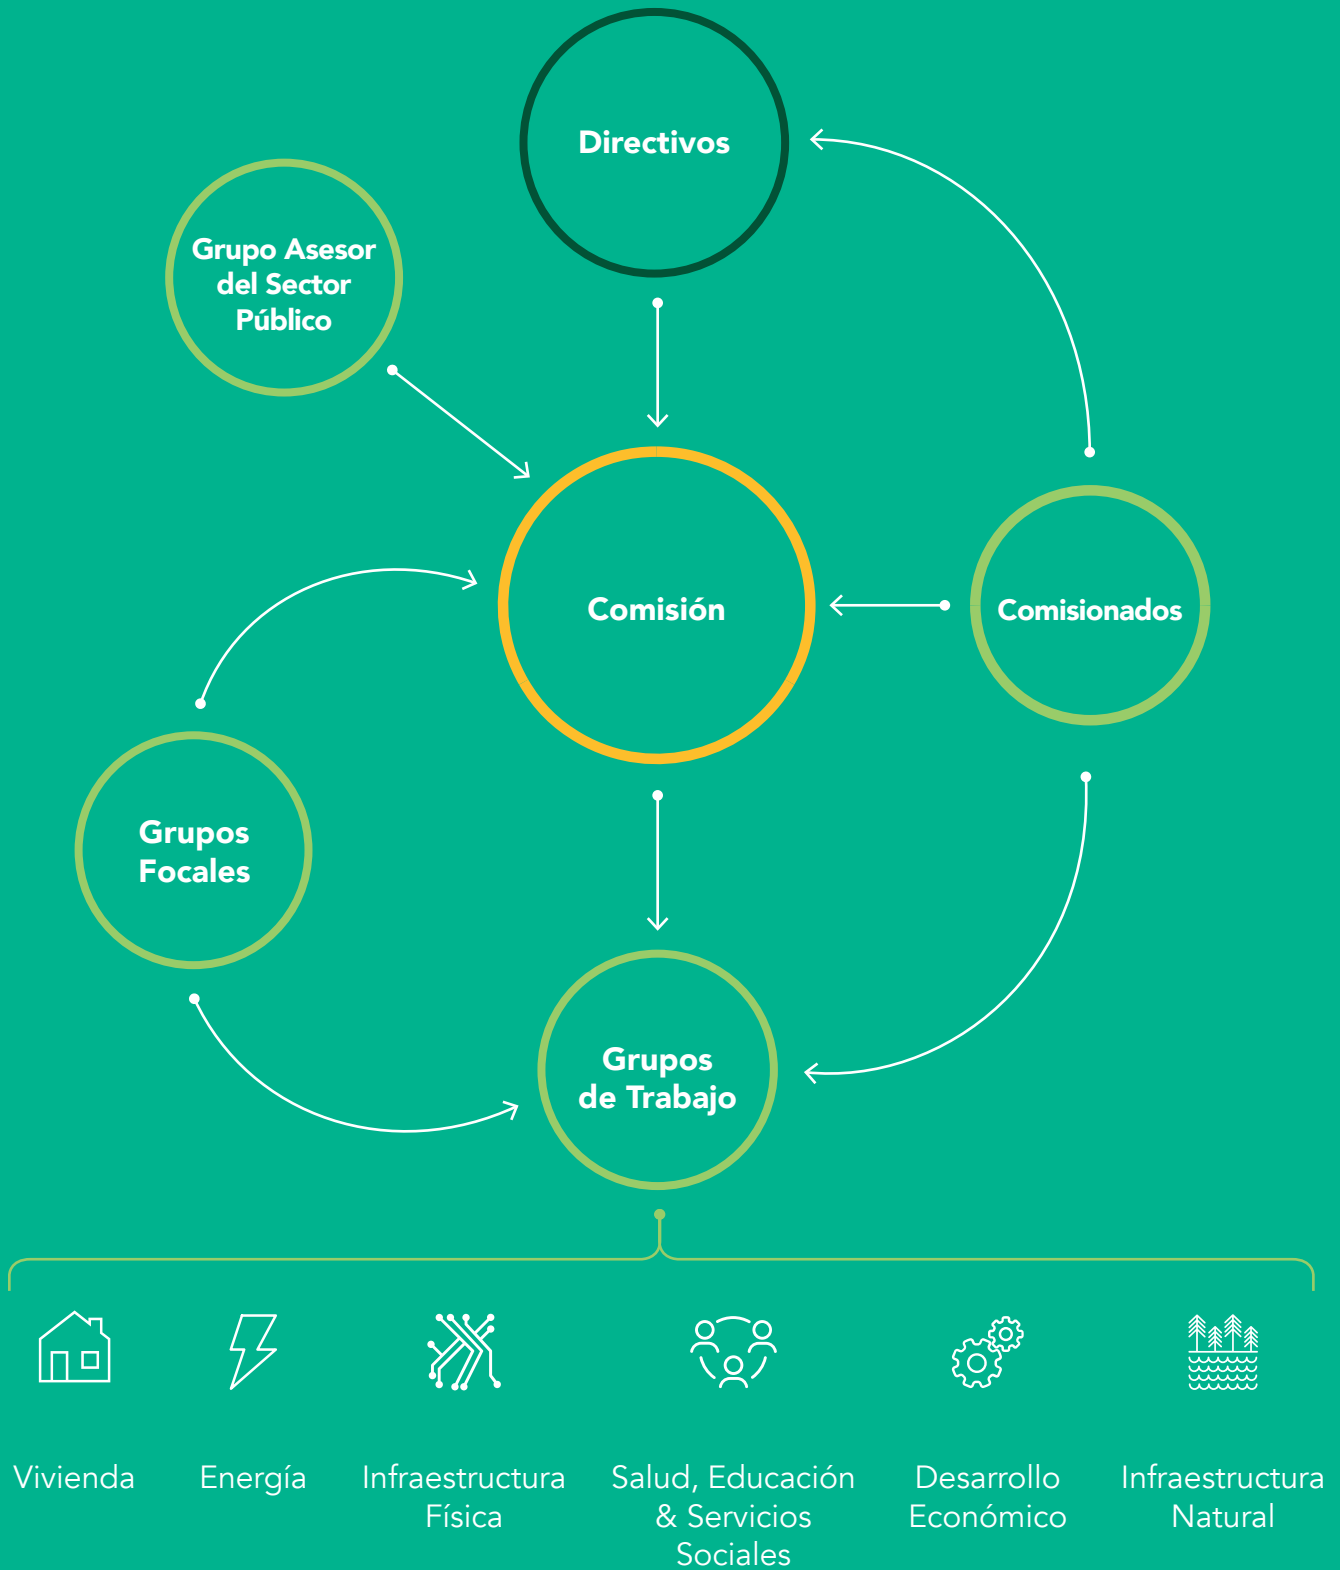 Directivos
Grupo Asesor
del Sector
Público
Comisión
Comisionados
Grupos
Focales
Grupos
de Trabajo
Vivienda
Energía
Infraestructura
Física
Salud, Educación
& Servicios
Sociales
Desarrollo
Económico
Infraestructura
Natural